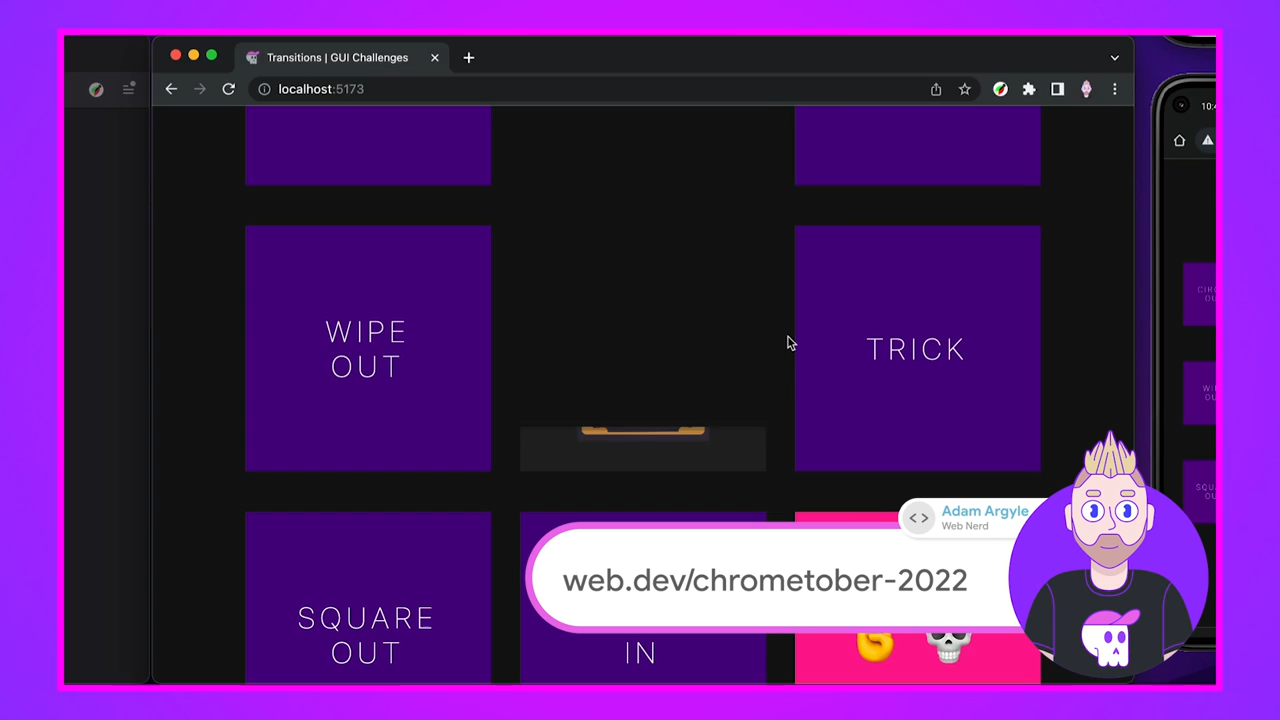 Transitions | GUI Challenges
localhost:5173
WIPE
OUT
TRICK
SQUARE
OUT
IN
Adam Argyle
Web Nerd
web.dev/chrometober-2022